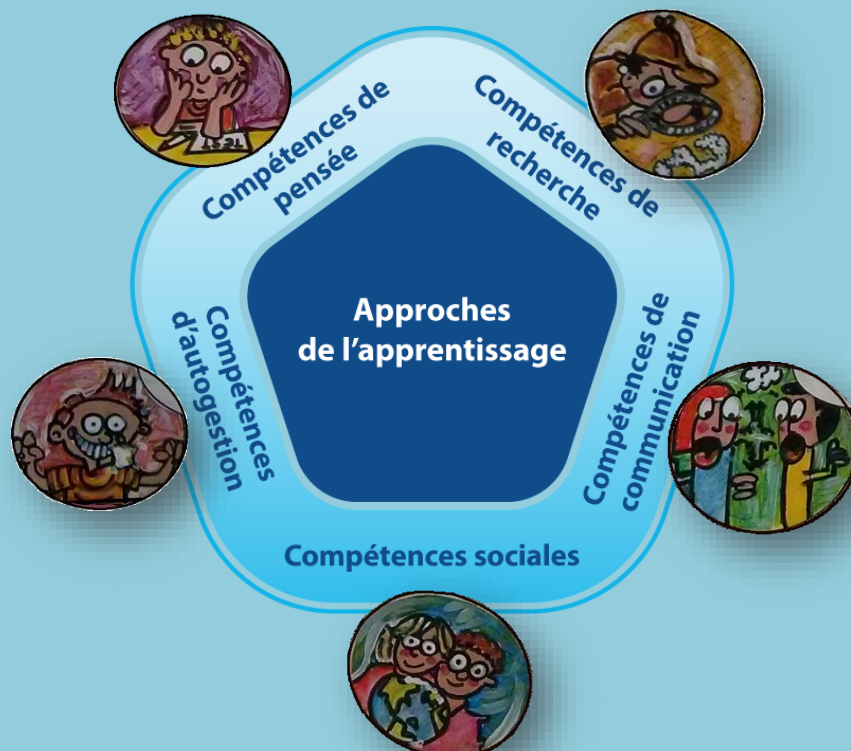 Compétences de
pensée
Compétences de
recherche
Approches
de l'apprentissage
Compétences
d'autogestion
Compétences de
communication
Compétences sociales